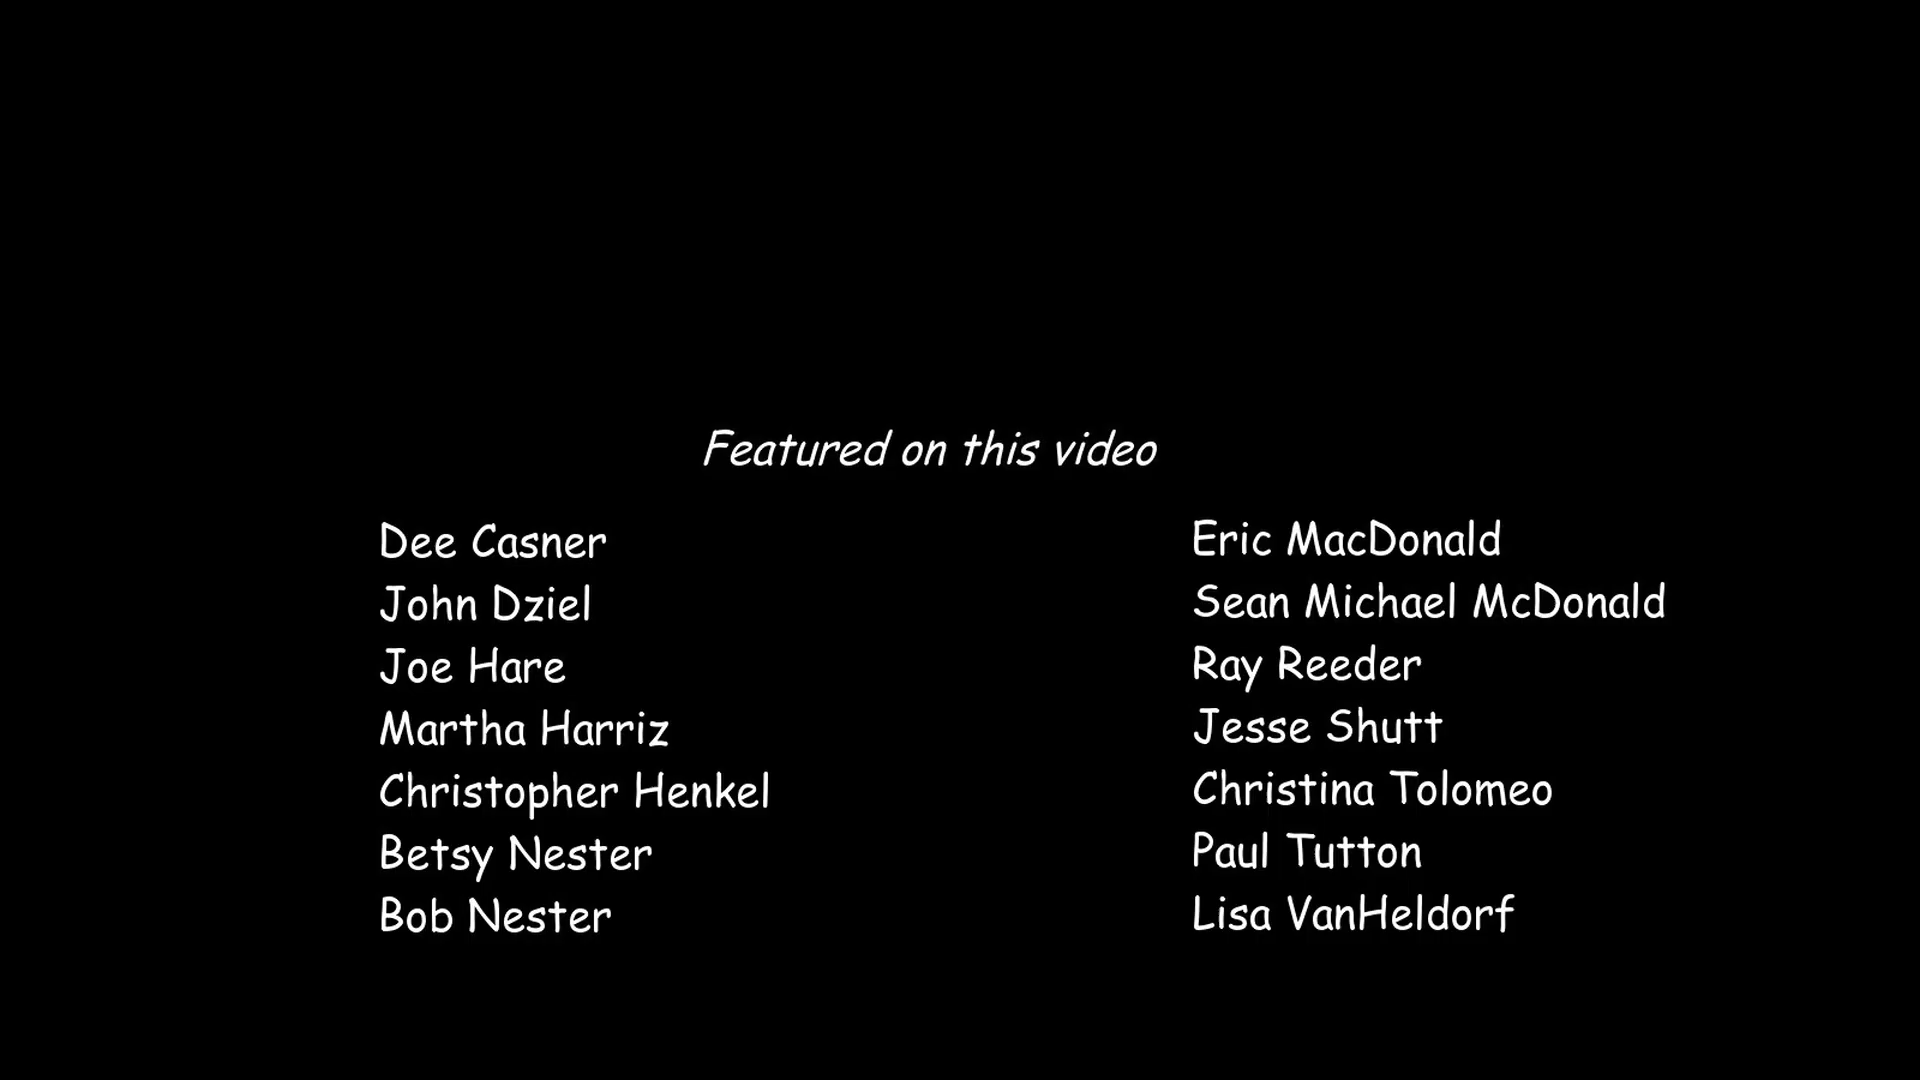 Featured on this video
Dee Casner
John Dziel
Joe Hare
Martha Harriz
Christopher Henkel
Betsy Nester
Bob Nester
Eric MacDonald
Sean Michael McDonald
Ray Reeder
Jesse Shutt
Christina Tolomeo
Paul Tutton
Lisa VanHeldorf